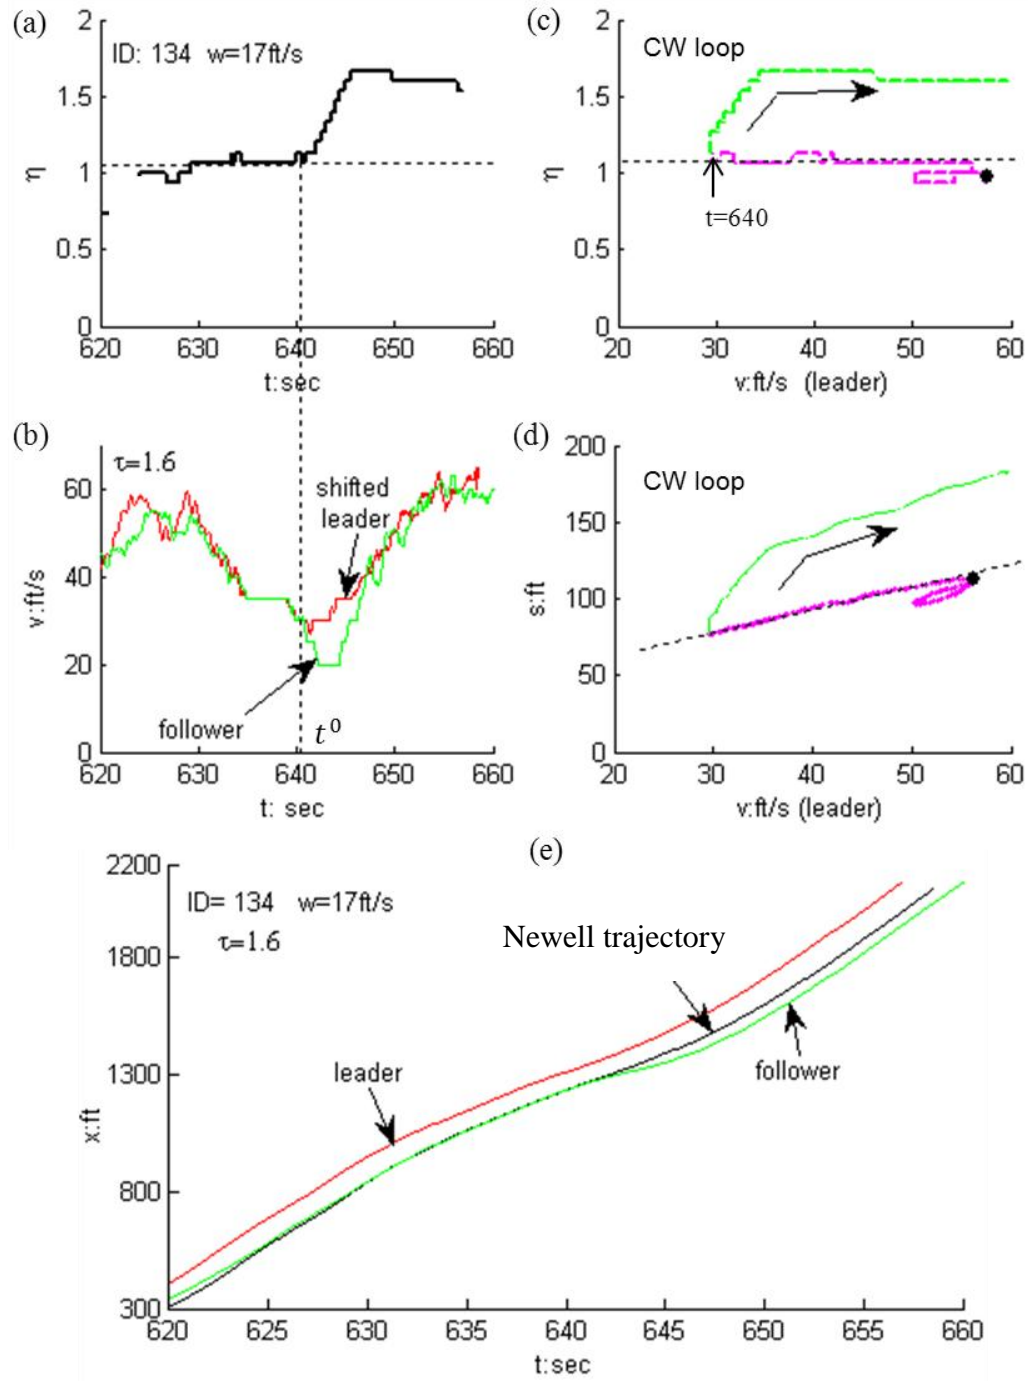 (a)
2
1.5
1
0.5
0
η
ID: 134 w=17ft/s
620 630 640 650 660
t:sec
(c)
2
1.5
1
0.5
0
η
CW loop
t=640
20 30 40 50 60
v:ft/s (leader)
(b)
60
40
20
0
v:ft/s
τ=1.6
shifted
leader
follower
t⁰
620 630 640 650 660
t: sec
(d)
200
150
100
50
0
s:ft
CW loop
20 30 40 50 60
v:ft/s (leader)
(e)
2200
1800
1300
800
300
x:ft
ID= 134 w=17ft/s
τ=1.6
Newell trajectory
leader
follower
620 625 630 635 640 645 650 655 660
t:sec